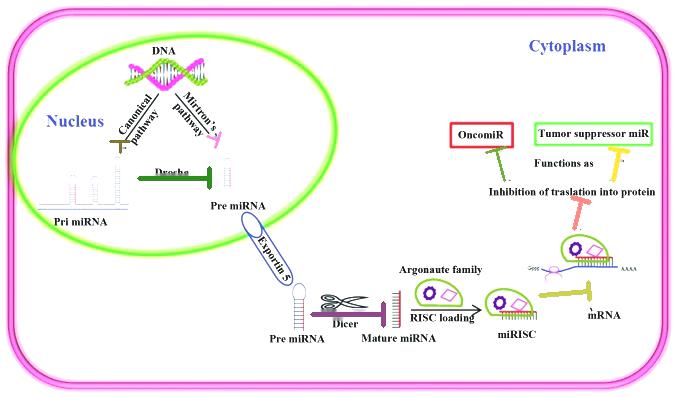 Cytoplasm
DNA
Nucleus
Canonical
pathway
Mirtron's
pathway
OncomiR
Tumor suppressor miR
Functions as
Drosha
Inhibition of traslation into protein
Pri miRNA
Pre miRNA
Exportin 5
Argonaute family
Gppp
AAAA
Dicer
RISC loading
mRNA
Pre miRNA
Mature miRNA
miRISC